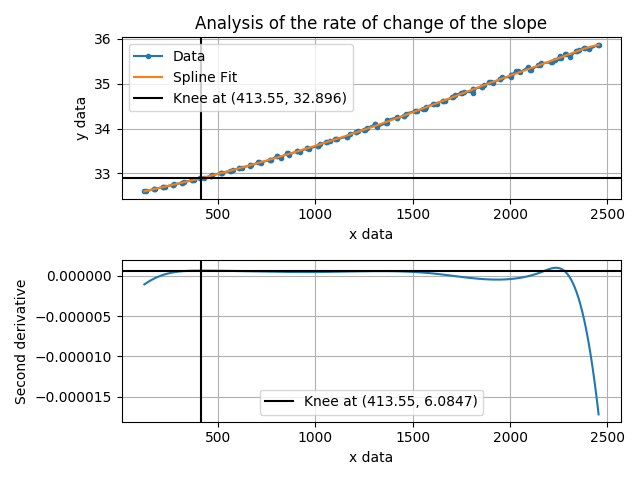 Analysis of the rate of change of the slope
36
35
34
33
y data
Data
Spline Fit
Knee at (413.55, 32.896)
500
1000
1500
2000
2500
x data
0.000000
−0.000005
−0.000010
−0.000015
Second derivative
Knee at (413.55, 6.0847)
500
1000
1500
2000
2500
x data